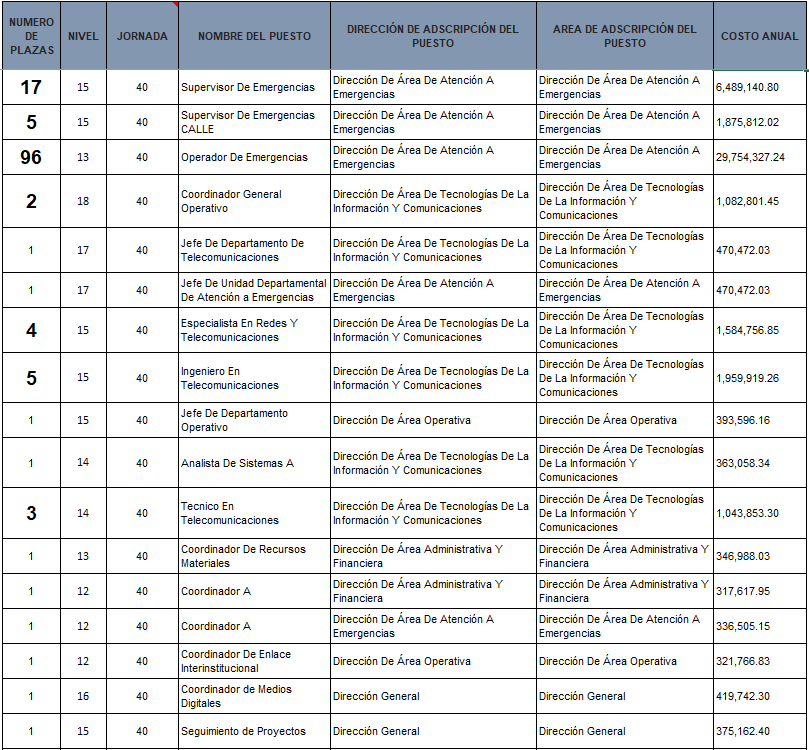 NUMERO DE PLAZAS NIVEL JORNADA NOMBRE DEL PUESTO DIRECCIÓN DE ADSCRIPCIÓN DEL PUESTO AREA DE ADSCRIPCIÓN DEL PUESTO COSTO ANUAL
17 15 40 Supervisor De Emergencias Dirección De Área De Atención A Emergencias Dirección De Área De Atención A Emergencias 6,489,140.80
5 15 40 Supervisor De Emergencias CALLE Dirección De Área De Atención A Emergencias Dirección De Área De Atención A Emergencias 1,875,812.02
96 13 40 Operador De Emergencias Dirección De Área De Atención A Emergencias Dirección De Área De Atención A Emergencias 29,754,327.24
2 18 40 Coordinador General Operativo Dirección De Área De Tecnologías De La Información Y Comunicaciones Dirección De Área De Tecnologías De La Información Y Comunicaciones 1,082,801.45
1 17 40 Jefe De Departamento De Telecomunicaciones Dirección De Área De Tecnologías De La Información Y Comunicaciones Dirección De Área De Tecnologías De La Información Y Comunicaciones 470,472.03
1 17 40 Jefe De Unidad Departamental De Atención a Emergencias Dirección De Área De Atención A Emergencias Dirección De Área De Atención A Emergencias 470,472.03
4 15 40 Especialista En Redes Y Telecomunicaciones Dirección De Área De Tecnologías De La Información Y Comunicaciones Dirección De Área De Tecnologías De La Información Y Comunicaciones 1,584,756.85
5 15 40 Ingeniero En Telecomunicaciones Dirección De Área De Tecnologías De La Información Y Comunicaciones Dirección De Área De Tecnologías De La Información Y Comunicaciones 1,959,919.26
1 15 40 Jefe De Departamento Operativo Dirección De Área Operativa Dirección De Área Operativa 393,596.16
1 14 40 Analista De Sistemas A Dirección De Área De Tecnologías De La Información Y Comunicaciones Dirección De Área De Tecnologías De La Información Y Comunicaciones 363,058.34
3 14 40 Tecnico En Telecomunicaciones Dirección De Área De Tecnologías De La Información Y Comunicaciones Dirección De Área De Tecnologías De La Información Y Comunicaciones 1,043,853.30
1 13 40 Coordinador De Recursos Materiales Dirección De Área Administrativa Y Financiera Dirección De Área Administrativa Y Financiera 346,988.03
1 12 40 Coordinador A Dirección De Área Administrativa Y Financiera Dirección De Área Administrativa Y Financiera 317,617.95
1 12 40 Coordinador A Dirección De Área De Atención A Emergencias Dirección De Área De Atención A Emergencias 336,505.15
1 12 40 Coordinador De Enlace Interinstitucional Dirección De Área Operativa Dirección De Área Operativa 321,766.83
1 16 40 Coordinador de Medios Digitales Dirección General Dirección General 419,742.30
1 15 40 Seguimiento de Proyectos Dirección General Dirección General 375,162.40